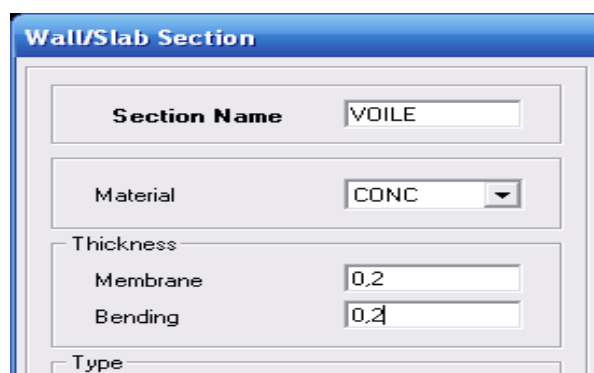 Wall/Slab Section
Section Name VOILE
Material CONC
Thickness
Membrane 0,2
Bending 0,2
Type